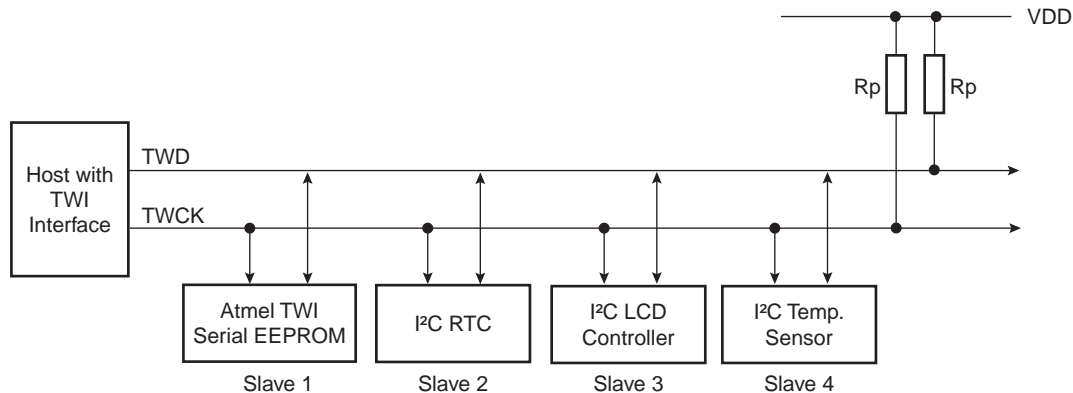 VDD
Rp
Rp
Host with
TWI
Interface
TWD
TWCK
Atmel TWI
Serial EEPROM
I²C RTC
I²C LCD
Controller
I²C Temp.
Sensor
Slave 1
Slave 2
Slave 3
Slave 4